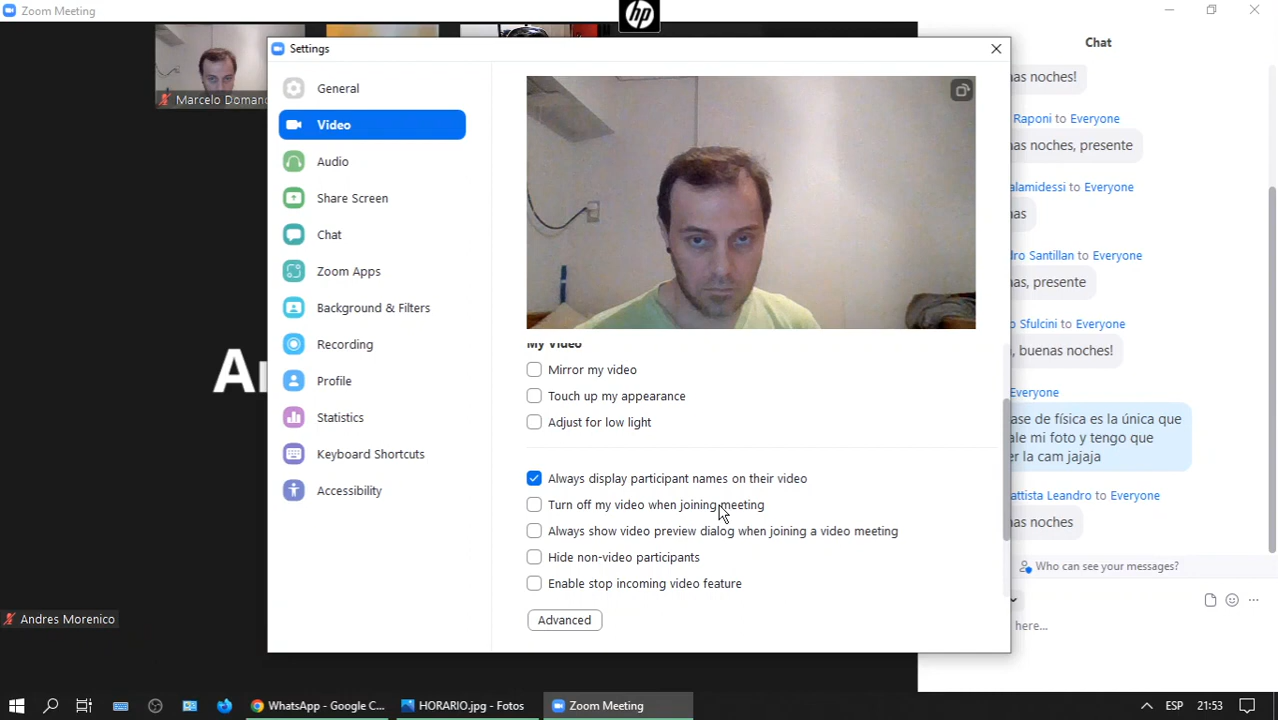 Zoom Meeting
hp
Settings
Chat
General
Video
Audio
Share Screen
Chat
Zoom Apps
Background & Filters
Recording
Profile
Statistics
Keyboard Shortcuts
Accessibility
My Video
Mirror my video
Touch up my appearance
Adjust for low light
Always display participant names on their video
Turn off my video when joining meeting
Always show video preview dialog when joining a video meeting
Hide non-video participants
Enable stop incoming video feature
Advanced
Marcelo Domano
Andres Morenico
as noches!
Raponi to Everyone
as noches, presente
alamidessi to Everyone
nas
ro Santillan to Everyone
as, presente
o Sfulcini to Everyone
, buenas noches!
Everyone
ase de física es la única que
ale mi foto y tengo que
er la cam jajaja
attista Leandro to Everyone
as noches
Who can see your messages?
here...
WhatsApp - Google C...
HORARIO.jpg - Fotos
Zoom Meeting
ESP
21:53